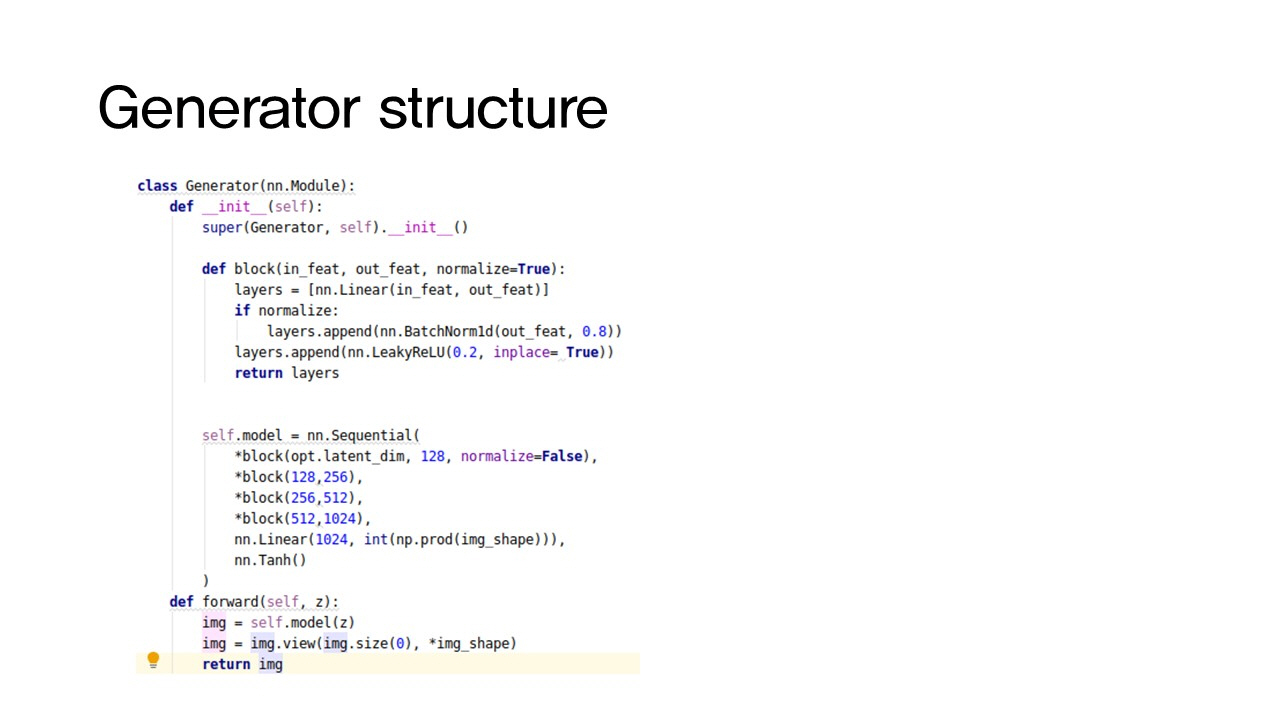 Generator structure
class Generator(nn.Module):
    def __init__(self):
        super(Generator, self).__init__()
        def block(in_feat, out_feat, normalize=True):
            layers = [nn.Linear(in_feat, out_feat)]
            if normalize:
                layers.append(nn.BatchNorm1d(out_feat, 0.8))
            layers.append(nn.LeakyReLU(0.2, inplace= True))
            return layers
        self.model = nn.Sequential(
            *block(opt.latent_dim, 128, normalize=False),
            *block(128,256),
            *block(256,512),
            *block(512,1024),
            nn.Linear(1024, int(np.prod(img_shape))),
            nn.Tanh()
        )
    def forward(self, z):
        img = self.model(z)
        img = img.view(img.size(0), *img_shape)
        return img